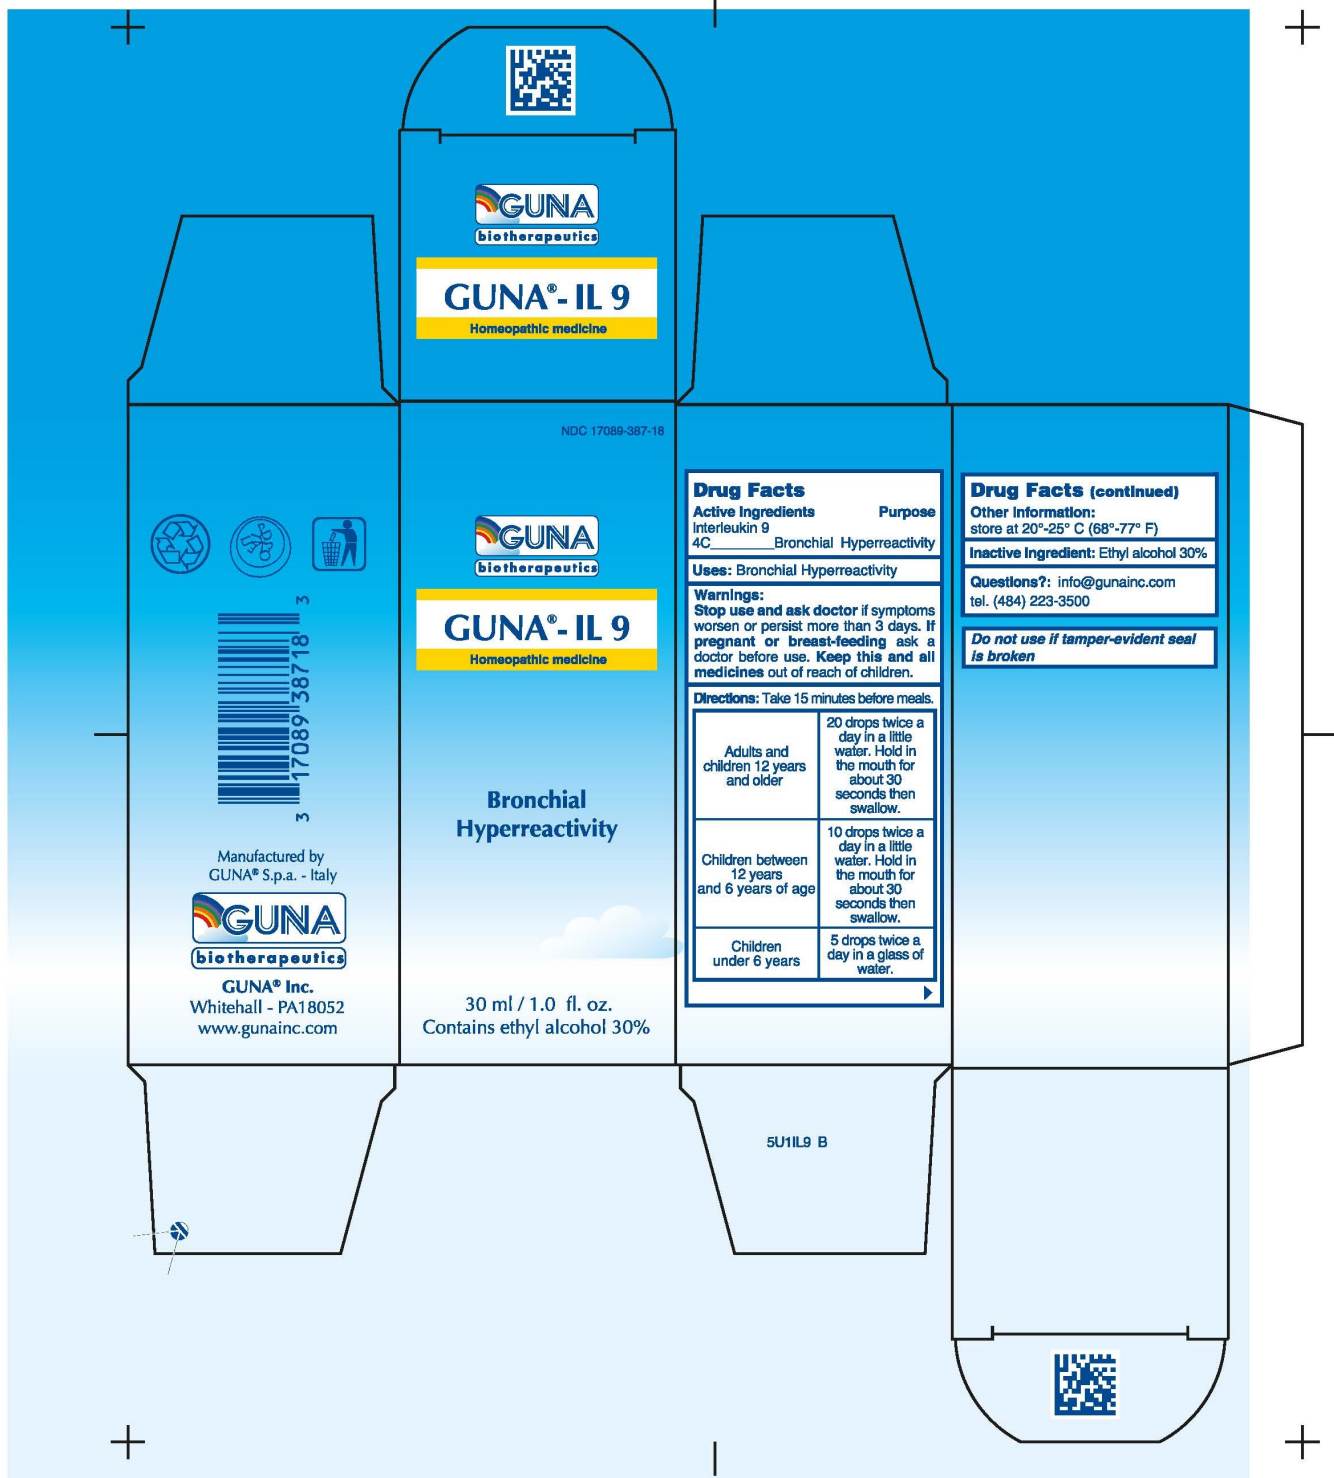 GUNA
biotherapeutics
GUNA®- IL 9
Homeopathic medicine
3 17089 38718 3
Manufactured by
GUNA® S.p.a. - Italy
GUNA
biotherapeutics
GUNA® Inc.
Whitehall - PA18052
www.gunainc.com
NDC 17089-387-18
GUNA
biotherapeutics
GUNA®- IL 9
Homeopathic medicine
Bronchial
Hyperreactivity
30 ml / 1.0 fl. oz.
Contains ethyl alcohol 30%
Drug Facts
Active Ingredients Purpose
Interleukin 9
4C________Bronchial Hyperreactivity
Uses: Bronchial Hyperreactivity
Warnings:
Stop use and ask doctor if symptoms
worsen or persist more than 3 days. If
pregnant or breast-feeding ask a
doctor before use. Keep this and all
medicines out of reach of children.
Directions: Take 15 minutes before meals.
Adults and
children 12 years
and older
20 drops twice a
day in a little
water. Hold in
the mouth for
about 30
seconds then
swallow.
Children between
12 years
and 6 years of age
10 drops twice a
day in a little
water. Hold in
the mouth for
about 30
seconds then
swallow.
Children
under 6 years
5 drops twice a
day in a glass of
water.
Drug Facts (continued)
Other Information:
store at 20°-25° C (68°-77° F)
Inactive Ingredient: Ethyl alcohol 30%
Questions?: info@gunainc.com
tel. (484) 223-3500
Do not use if tamper-evident seal
is broken
5U1IL9 B